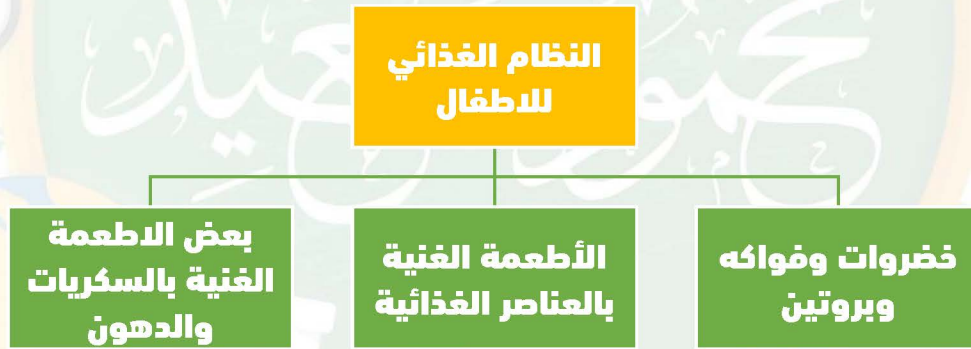 النظام الغذائي
للاطفال
خضروات وفواكه
وبروتين
الأطعمة الغنية
بالعناصر الغذائية
بعض الاطعمة
الغنية بالسكريات
والدهون